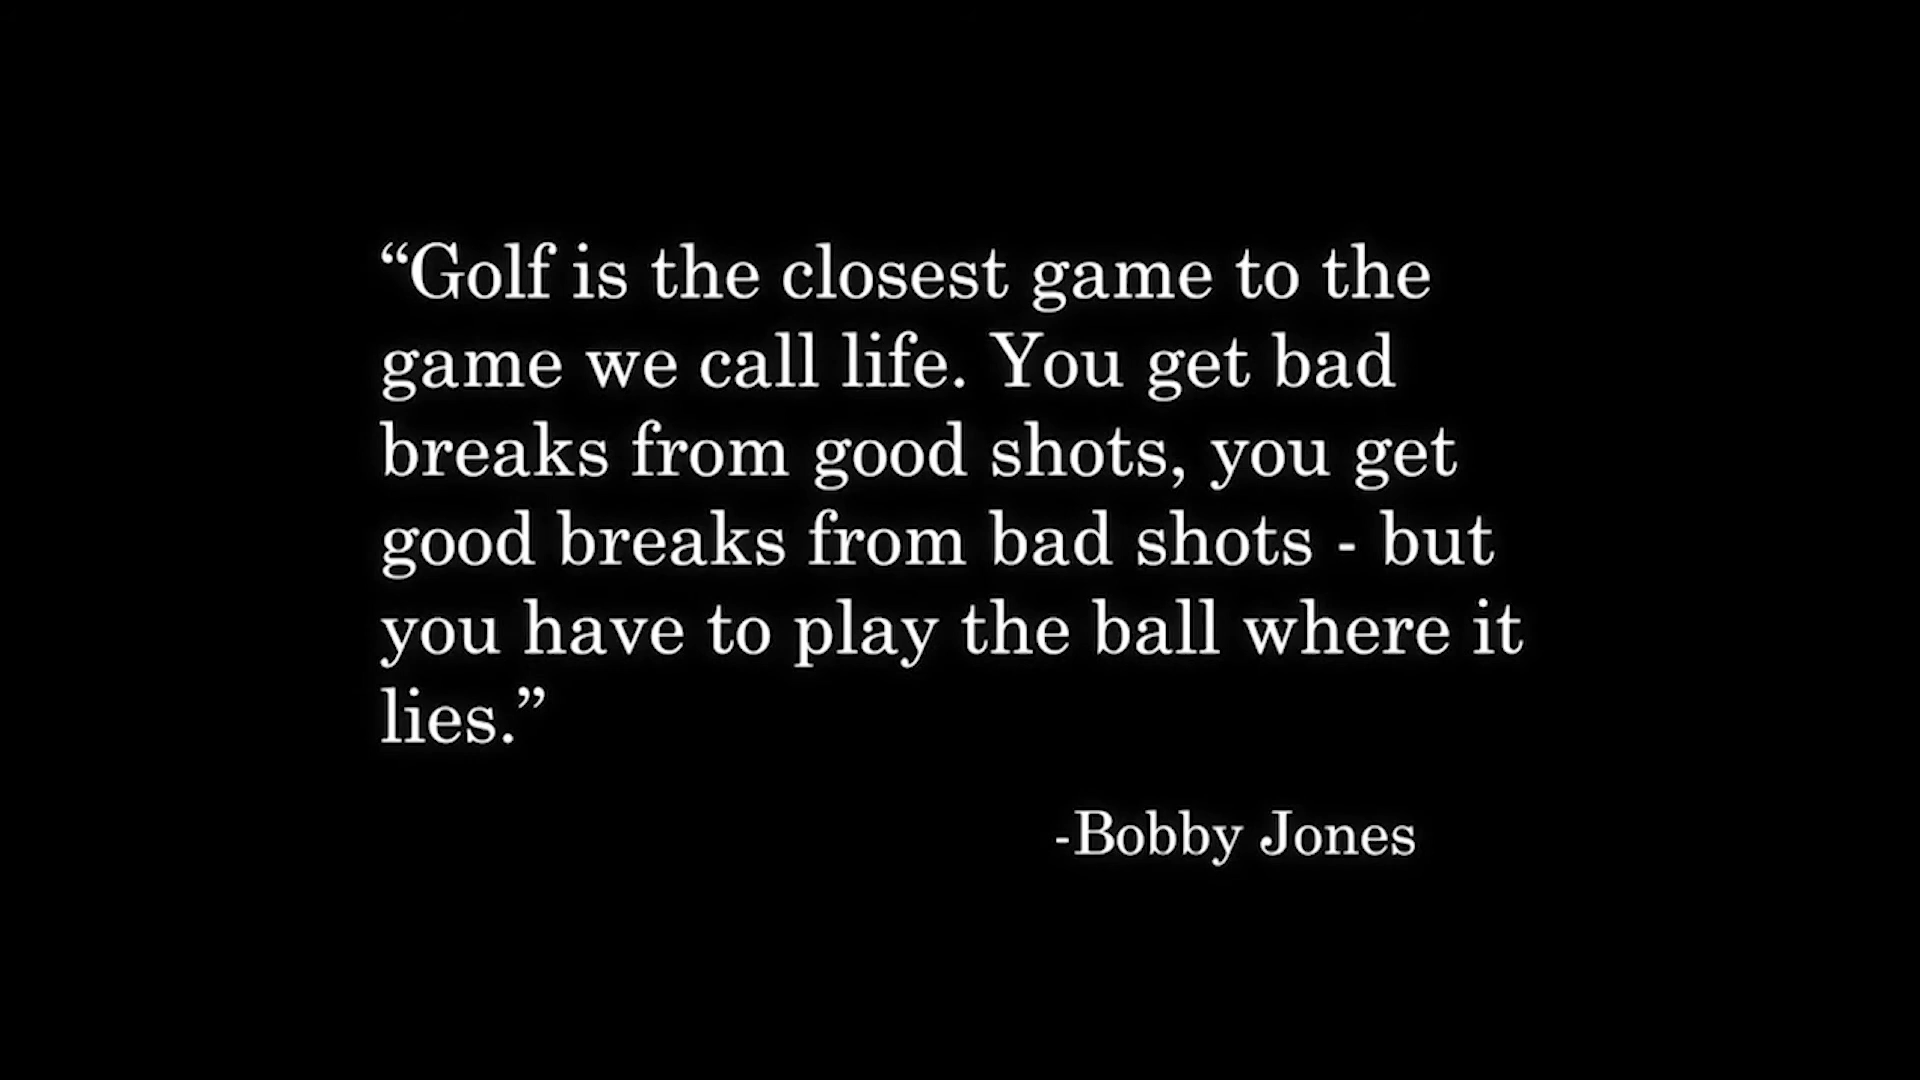 “Golf is the closest game to the
game we call life. You get bad
breaks from good shots, you get
good breaks from bad shots - but
you have to play the ball where it
lies.”
-Bobby Jones